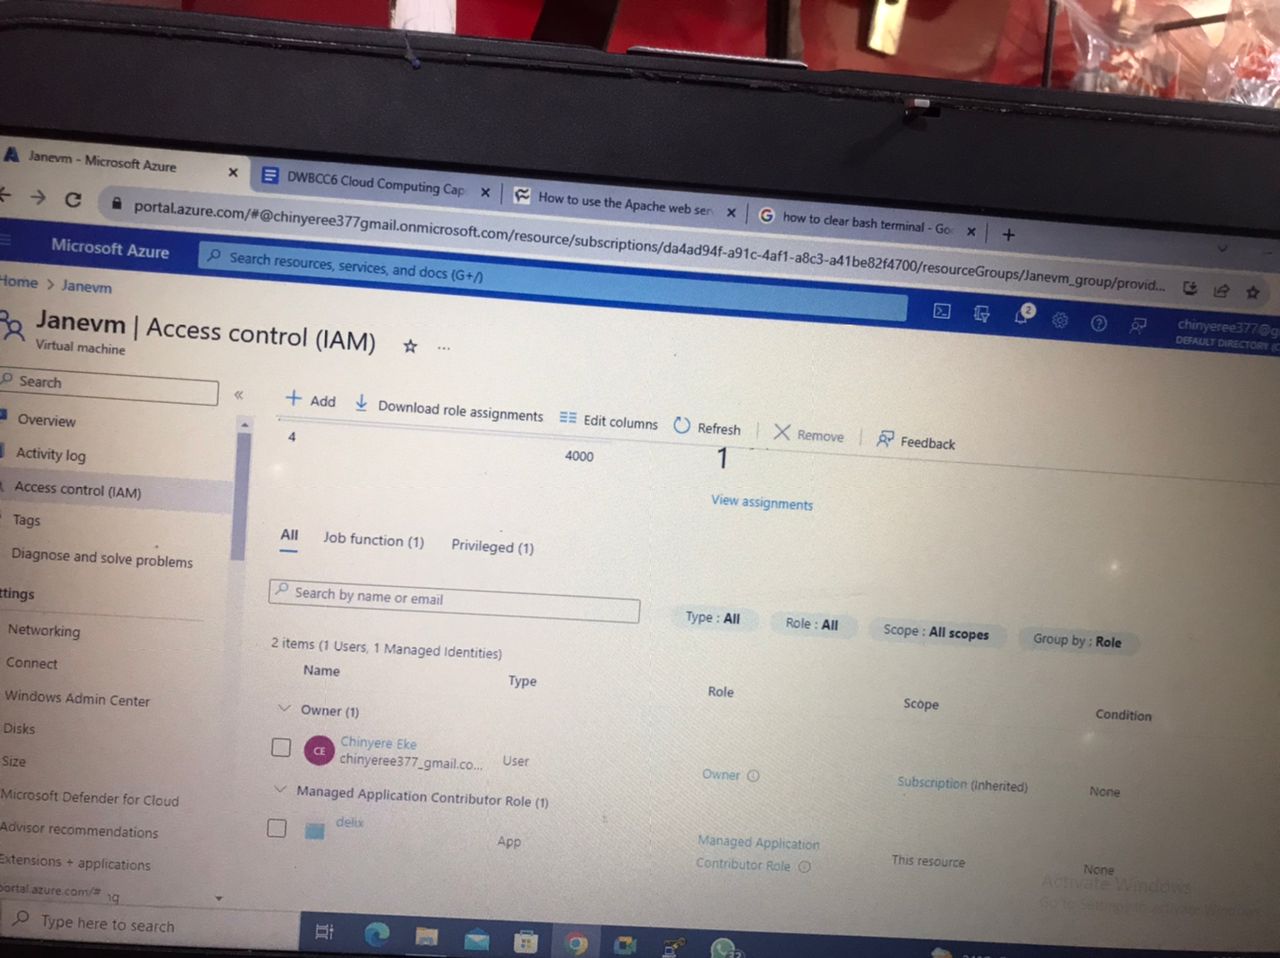 Janevm - Microsoft Azure
DWBCC6 Cloud Computing Cap
How to use the Apache web ser
how to clear bash terminal - Goo
portal.azure.com/#@chinyeree377gmail.onmicrosoft.com/resource/subscriptions/da4ad94f-a91c-4af1-a8c3-a41be82f4700/resourceGroups/Janevm_group/provid...
Microsoft Azure
Search resources, services, and docs (G+/)
2
chinyeree377@g
DEFAULT DIRECTORY
Home > Janevm
Janevm | Access control (IAM)
Virtual machine
Search
Add
Download role assignments
Edit columns
Refresh
Remove
Feedback
Overview
Activity log
Access control (IAM)
Tags
Diagnose and solve problems
ttings
Networking
Connect
Windows Admin Center
Disks
Size
Microsoft Defender for Cloud
Advisor recommendations
Extensions + applications
4
4000
1
View assignments
All
Job function (1)
Privileged (1)
Search by name or email
Type : All
Role : All
Scope : All scopes
Group by : Role
2 items (1 Users, 1 Managed Identities)
Name
Type
Role
Scope
Condition
Owner (1)
CE
Chinyere Eke
chinyeree377_gmail.co...
User
Owner
Subscription (Inherited)
None
Managed Application Contributor Role (1)
delix
App
Managed Application
Contributor Role
This resource
None
Activate Windows
Go to Settings to activate Windows.
portal.azure.com/#
Type here to search